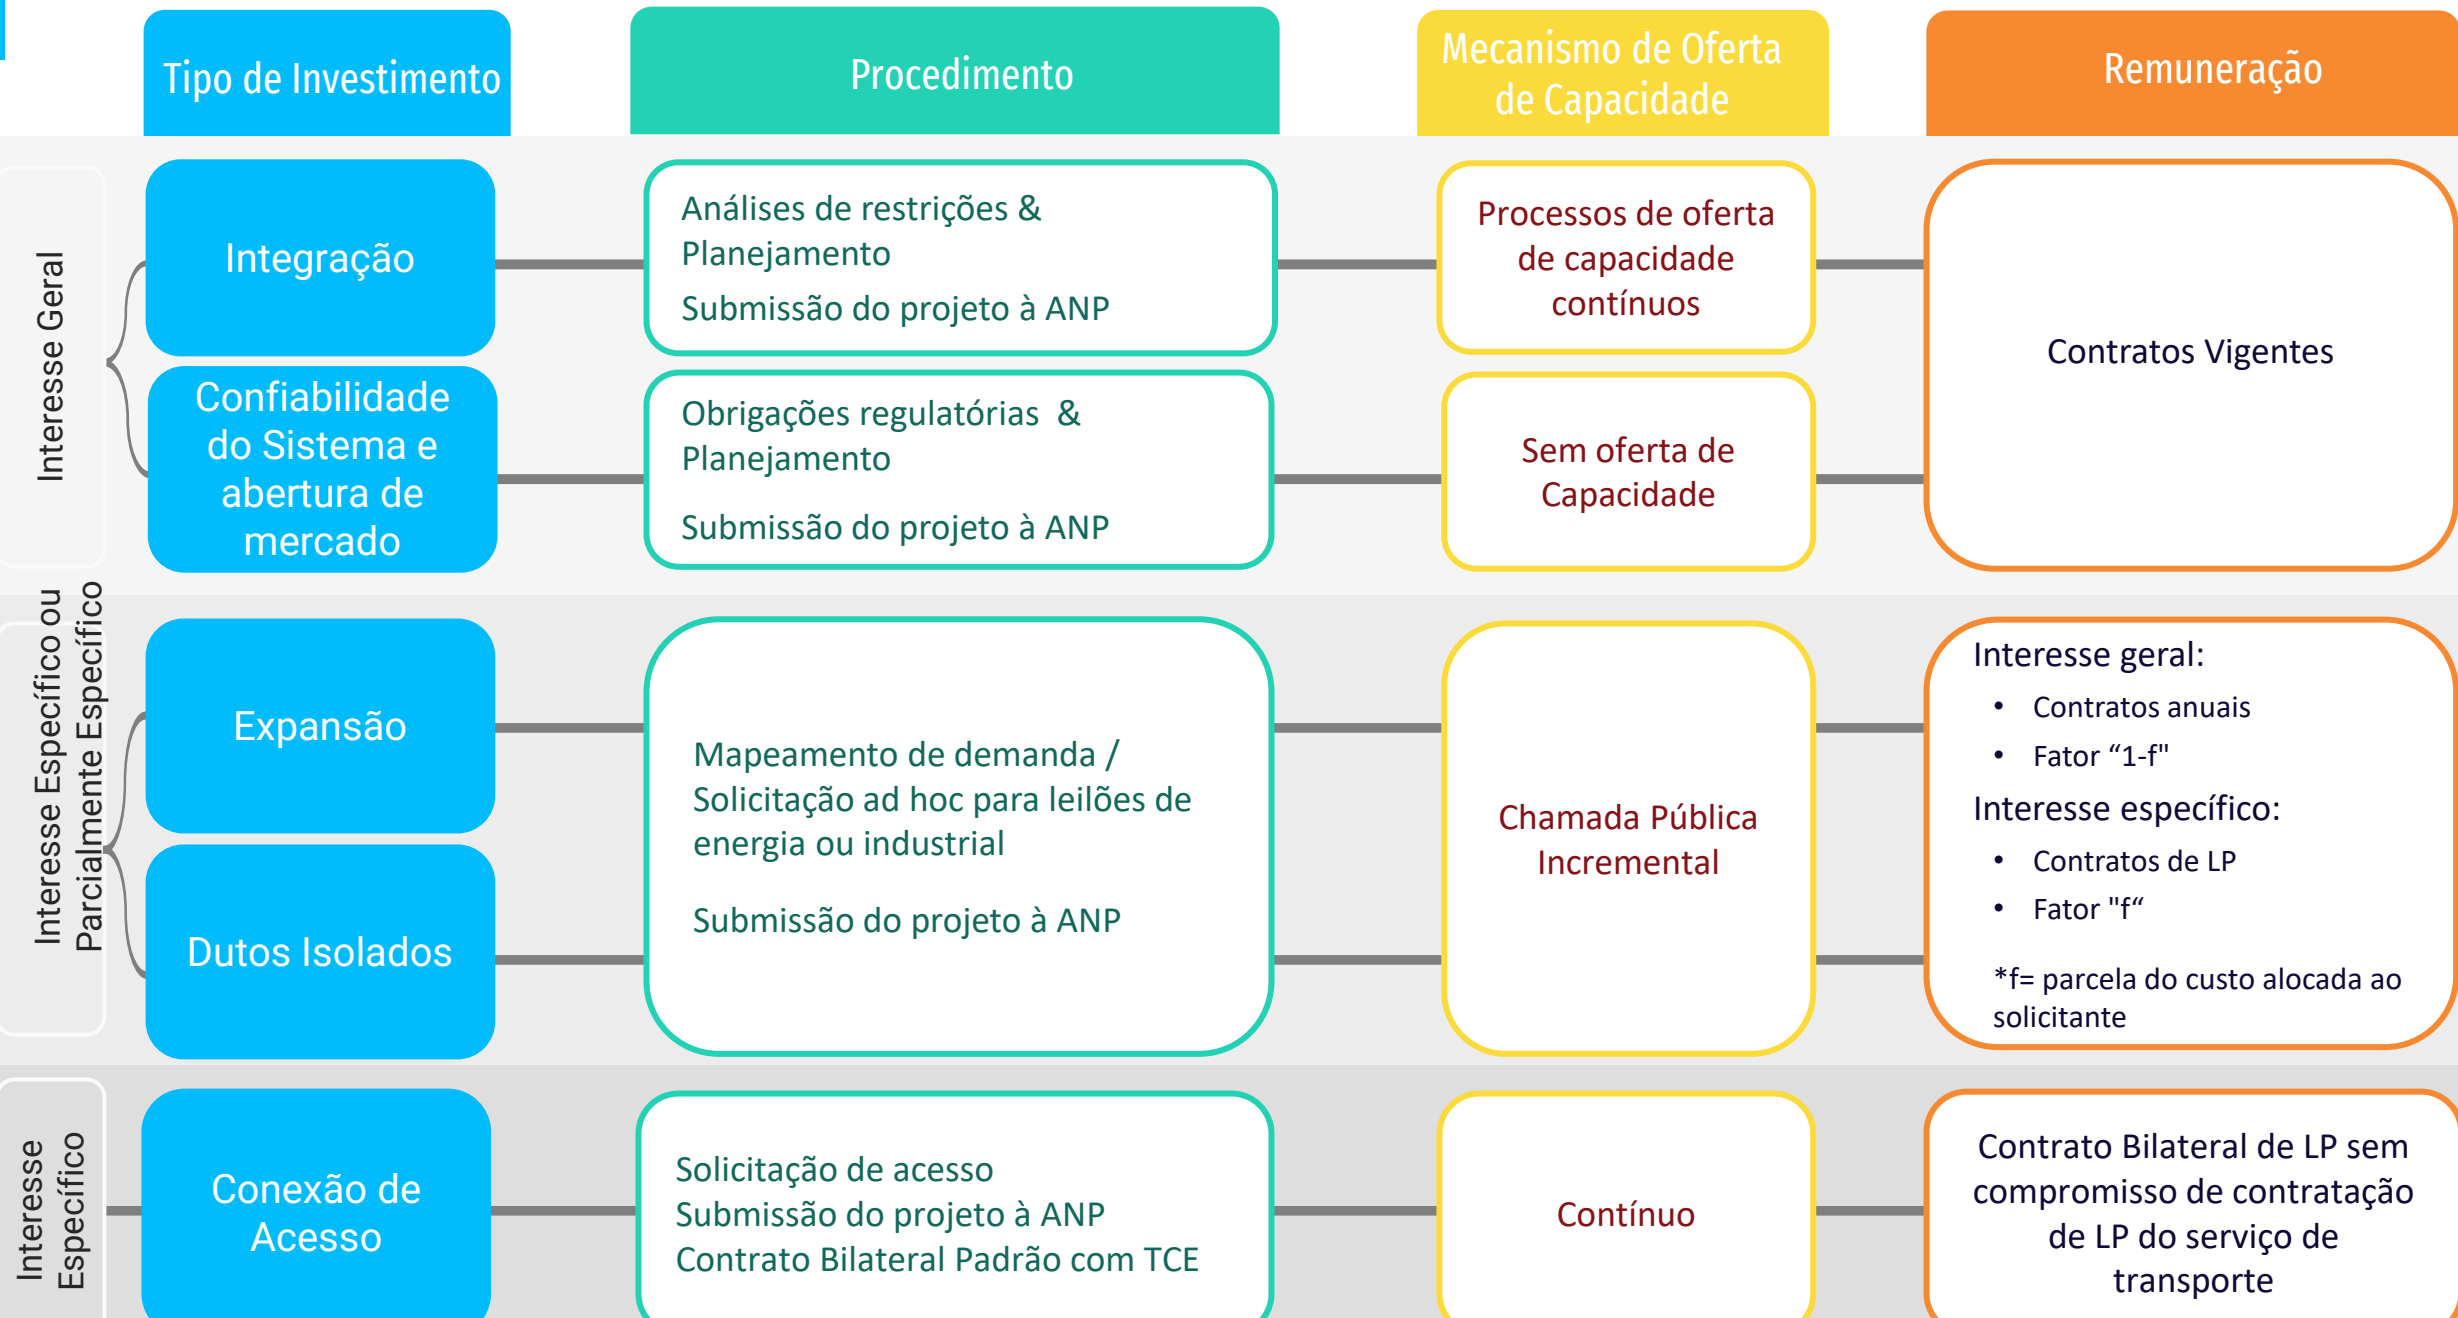 Tipo de Investimento
Procedimento
Mecanismo de Oferta
de Capacidade
Remuneração
Interesse Geral
Integração
Análises de restrições &
Planejamento
Submissão do projeto à ANP
Processos de oferta
de capacidade
contínuos
Contratos Vigentes
Confiabilidade
do Sistema e
abertura de
mercado
Obrigações regulatórias  &
Planejamento
Submissão do projeto à ANP
Sem oferta de
Capacidade
Interesse Específico ou
Parcialmente Específico
Expansão
Dutos Isolados
Mapeamento de demanda /
Solicitação ad hoc para leilões de
energia ou industrial
Submissão do projeto à ANP
Chamada Pública
Incremental
Interesse geral:
• Contratos anuais
• Fator “1-f"
Interesse específico:
• Contratos de LP
• Fator "f“
*f= parcela do custo alocada ao
solicitante
Interesse
Específico
Conexão de
Acesso
Solicitação de acesso
Submissão do projeto à ANP
Contrato Bilateral Padrão com TCE
Contínuo
Contrato Bilateral de LP sem
compromisso de contratação
de LP do serviço de
transporte